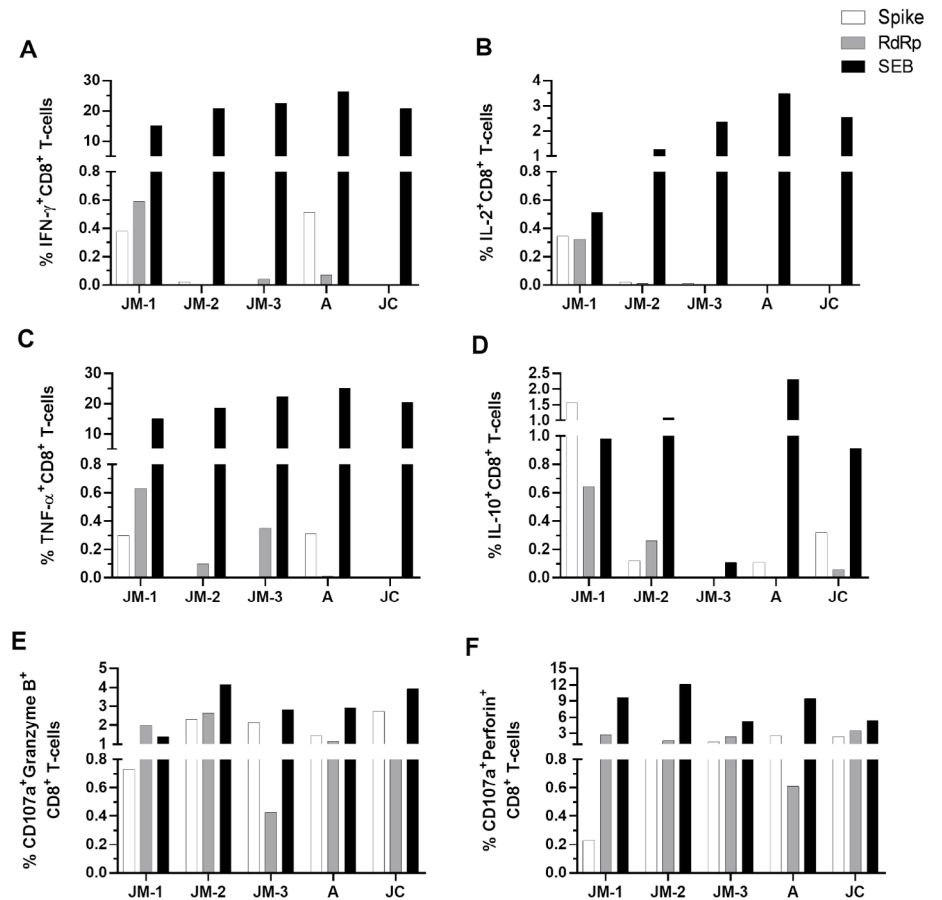 Spike
RdRp
SEB
A
B
% IFN-γ⁺CD8⁺ T-cells
30
20
10
0.8
0.6
0.4
0.2
0.0
JM-1 JM-2 JM-3 A JC
% IL-2⁺CD8⁺ T-cells
4
3
2
1
0.8
0.6
0.4
0.2
0.0
JM-1 JM-2 JM-3 A JC
C
D
% TNF-α⁺CD8⁺ T-cells
30
20
10
0.8
0.6
0.4
0.2
0.0
JM-1 JM-2 JM-3 A JC
% IL-10⁺CD8⁺ T-cells
2.5
2.0
1.5
1.0
1.0
0.8
0.6
0.4
0.2
0.0
JM-1 JM-2 JM-3 A JC
E
F
% CD107a⁺Granzyme B⁺
CD8⁺ T-cells
5
4
3
2
1
0.8
0.6
0.4
0.2
0.0
JM-1 JM-2 JM-3 A JC
% CD107a⁺Perforin⁺
CD8⁺ T-cells
15
12
9
6
3
0.8
0.6
0.4
0.2
0.0
JM-1 JM-2 JM-3 A JC